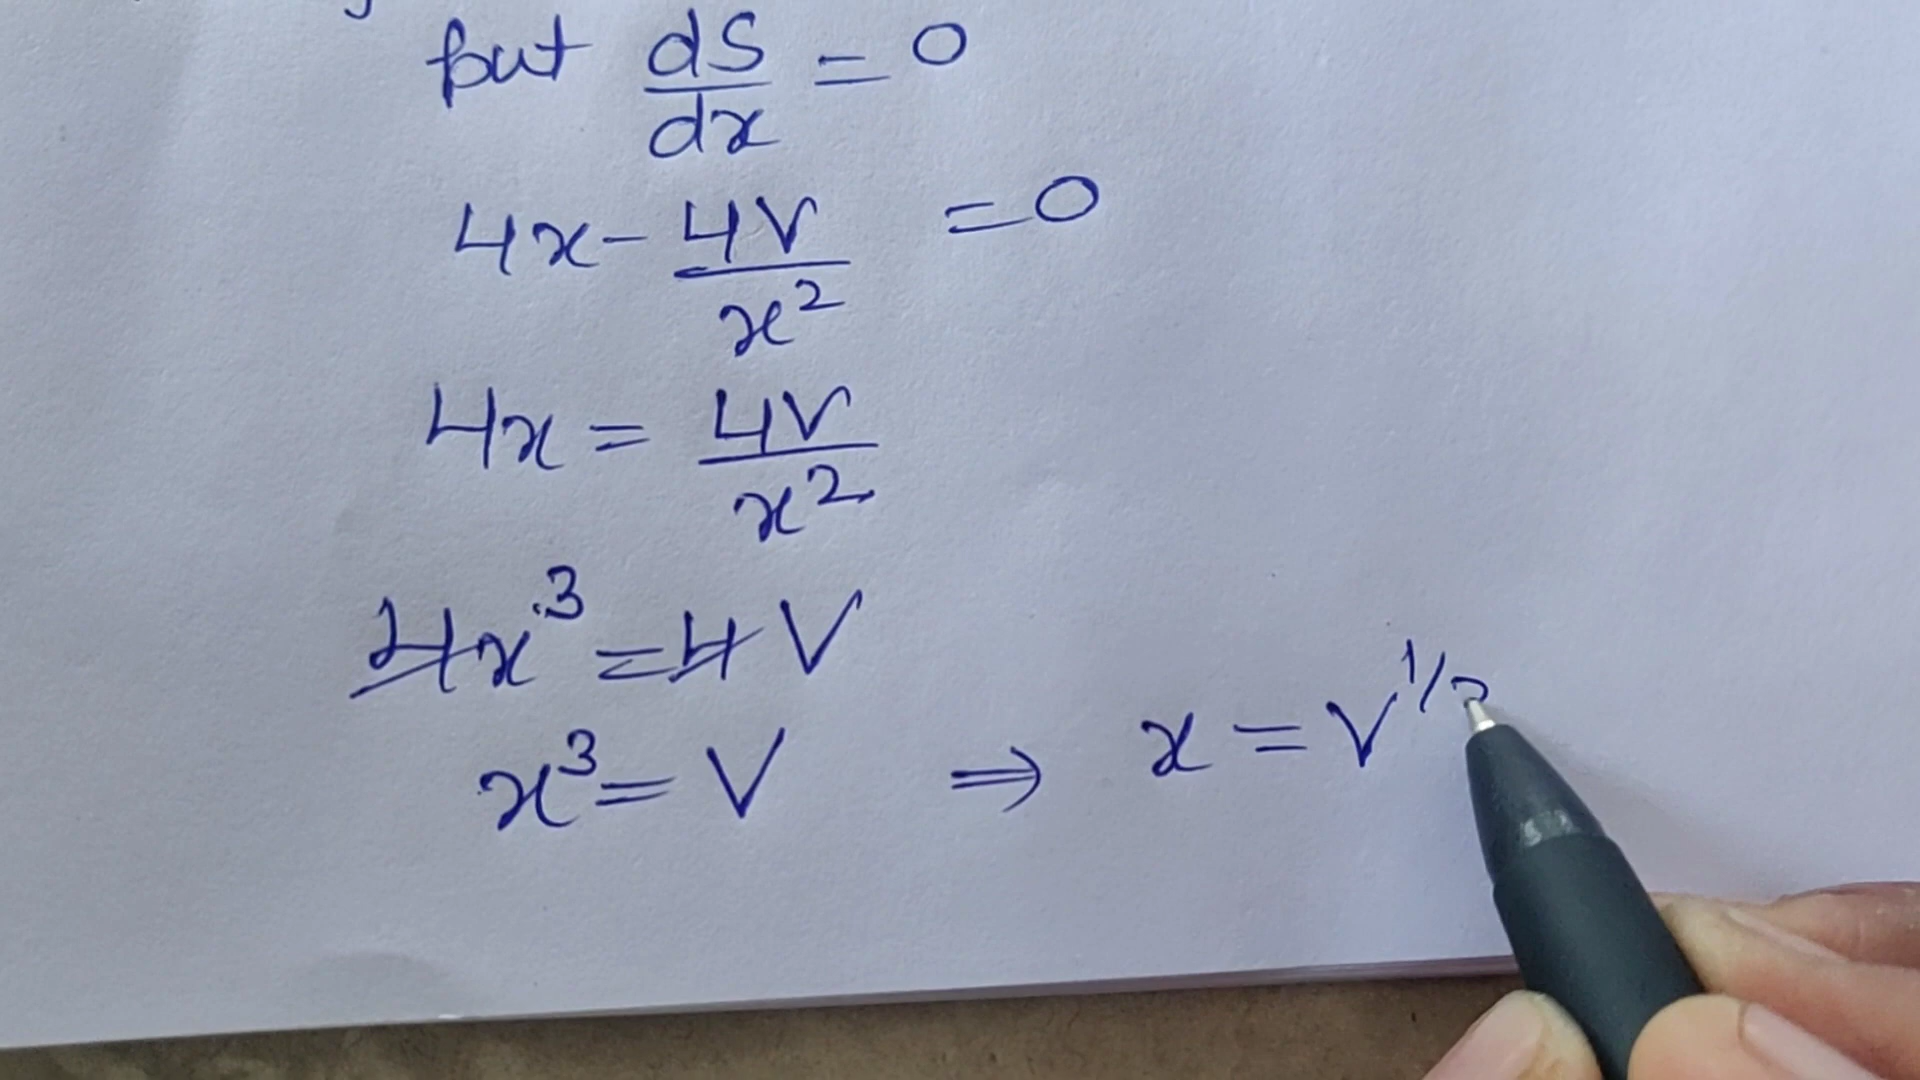 put dS/dx = 0
4x - 4V/x² = 0
4x = 4V/x²
4x³ = 4V
x³ = V ⇒ x = V^1/3